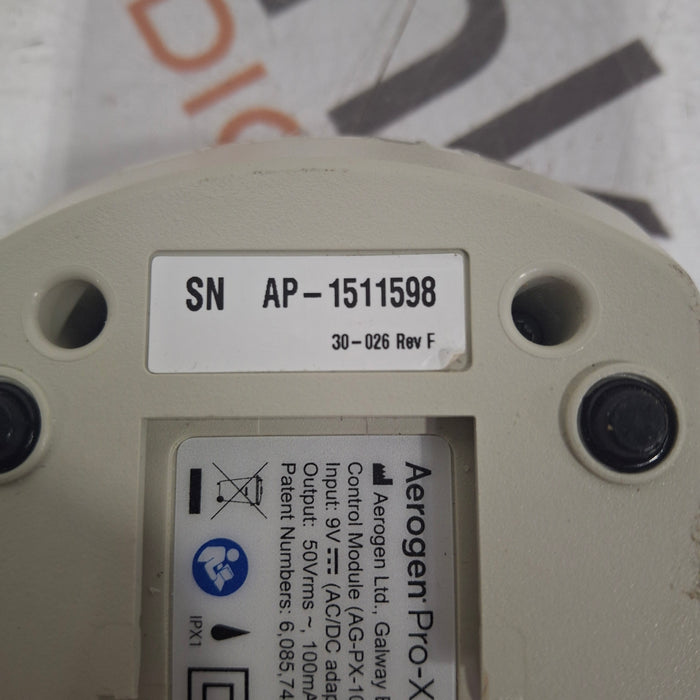 SN AP-1511598
30-026 Rev F
Aerogen Pro-X
Aerogen Ltd., Galway
Control Module (AG-PX-10
Input: 9V (AC/DC adap
Output: 50Vrms ~, 100mA
Patent Numbers: 6,085,74
IPX1
DIG